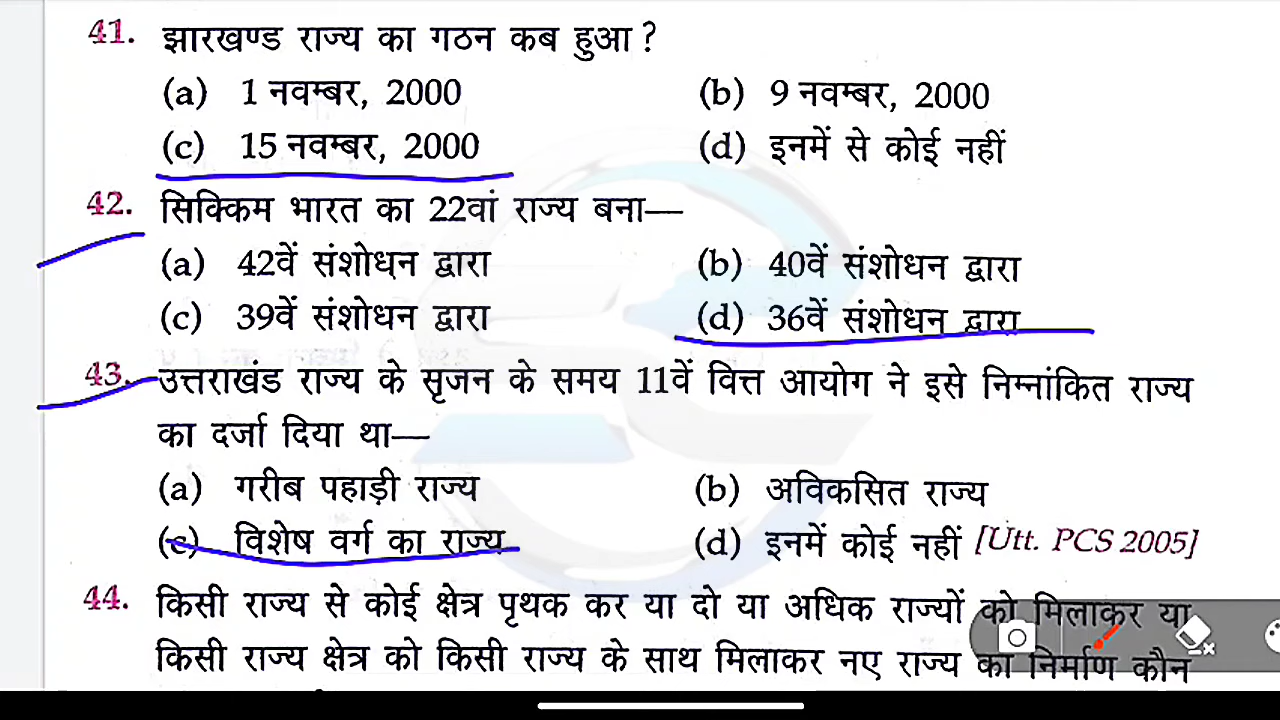 41. झारखण्ड राज्य का गठन कब हुआ ?
(a) 1 नवम्बर, 2000 (b) 9 नवम्बर, 2000
(c) 15 नवम्बर, 2000 (d) इनमें से कोई नहीं
42. सिक्किम भारत का 22वां राज्य बना—
(a) 42वें संशोधन द्वारा (b) 40वें संशोधन द्वारा
(c) 39वें संशोधन द्वारा (d) 36वें संशोधन द्वारा
43. उत्तराखंड राज्य के सृजन के समय 11वें वित्त आयोग ने इसे निम्नांकित राज्य
का दर्जा दिया था—
(a) गरीब पहाड़ी राज्य (b) अविकसित राज्य
(c) विशेष वर्ग का राज्य (d) इनमें कोई नहीं [Utt. PCS 2005]
44. किसी राज्य से कोई क्षेत्र पृथक कर या दो या अधिक राज्यों को मिलाकर या
किसी राज्य क्षेत्र को किसी राज्य के साथ मिलाकर नए राज्य का निर्माण कौन